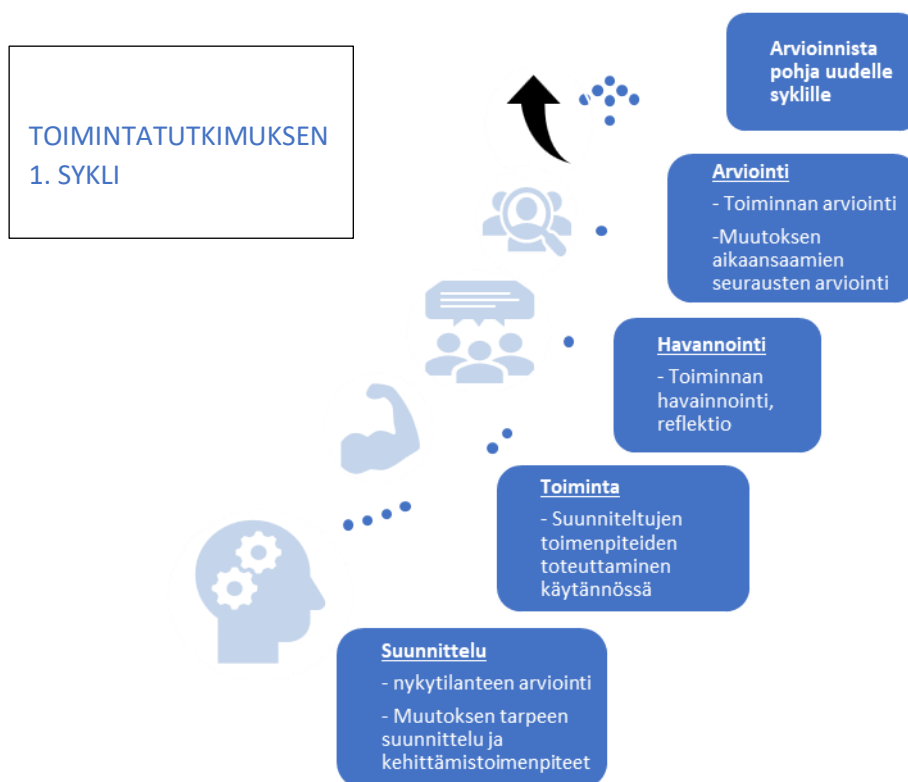 TOIMINTATUTKIMUKSEN
1. SYKLI
Arvioinnista
pohja uudelle
syklille
Arviointi
- Toiminnan arviointi
-Muutoksen
aikaansaamien
seurausten arviointi
Havannointi
- Toiminnan
havainnointi,
reflektio
Toiminta
- Suunniteltujen
toimenpiteiden
toteuttaminen
käytännössä
Suunnittelu
- nykytilanteen arviointi
- Muutoksen tarpeen
suunnittelu ja
kehittämistoimenpiteet